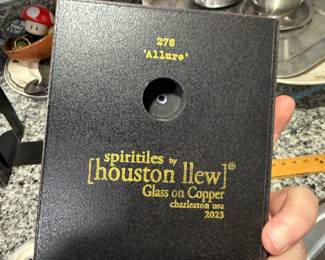 276
'Allure'
spiritiles by
[houston llew]®
Glass on Copper
charleston usa
2023